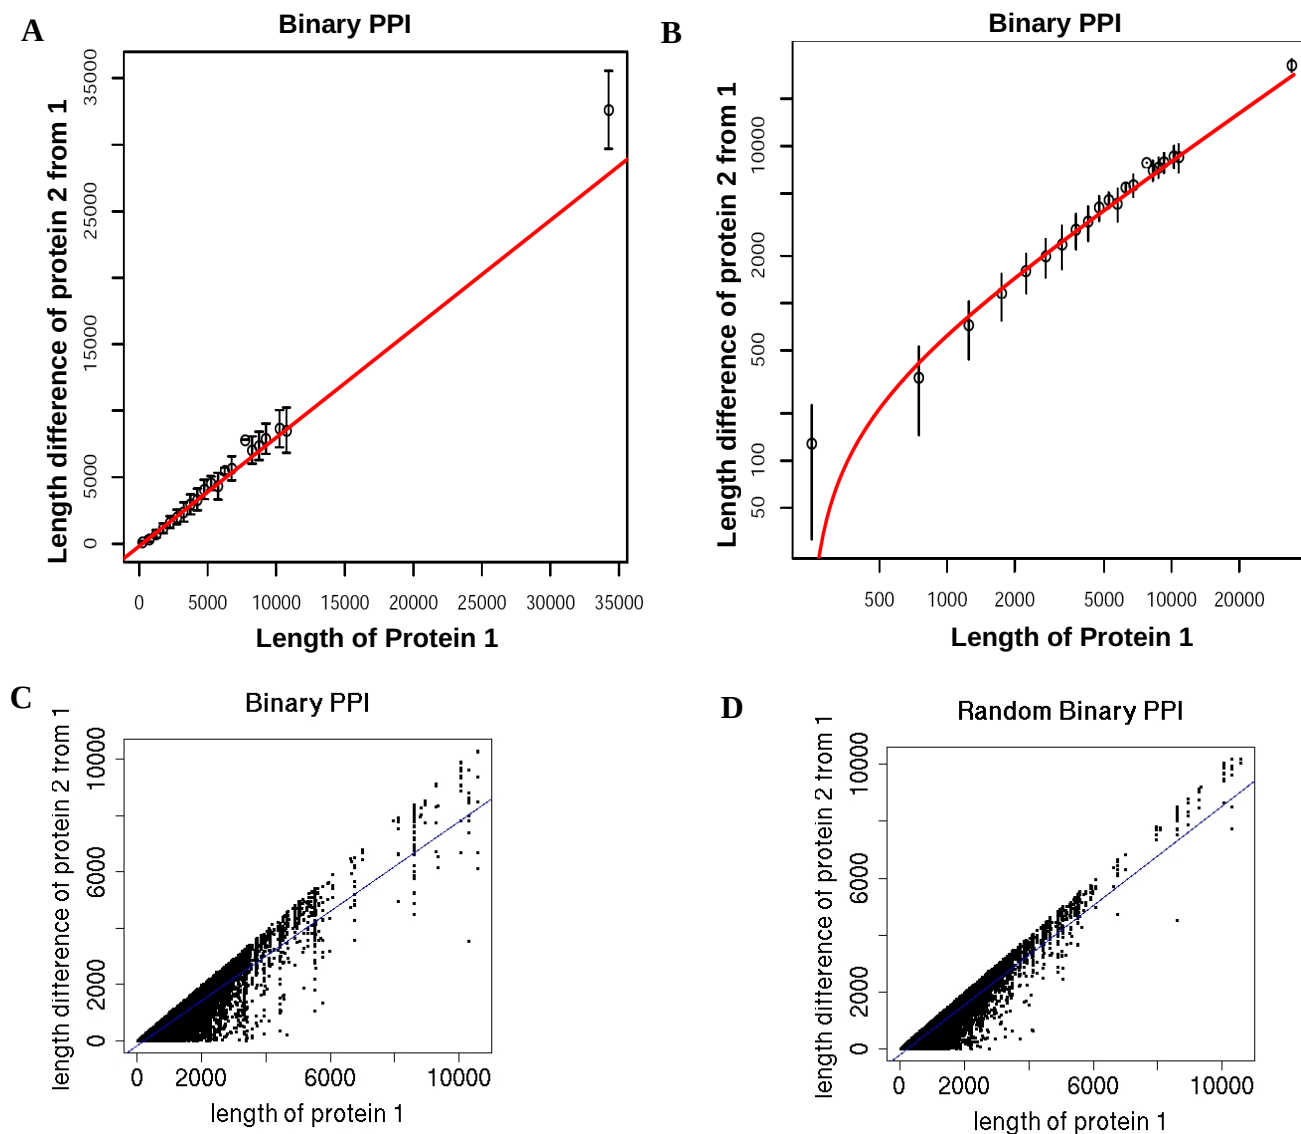 A
Binary PPI
Length difference of protein 2 from 1
35000
25000
15000
5000
0
0 5000 10000 15000 20000 25000 30000 35000
Length of Protein 1
B
Binary PPI
Length difference of protein 2 from 1
10000
2000
500
100
50
500 1000 2000 5000 10000 20000
Length of Protein 1
C
Binary PPI
length difference of protein 2 from 1
10000
6000
2000
0
0 2000 6000 10000
length of protein 1
D
Random Binary PPI
length difference of protein 2 from 1
10000
6000
2000
0
0 2000 6000 10000
length of protein 1